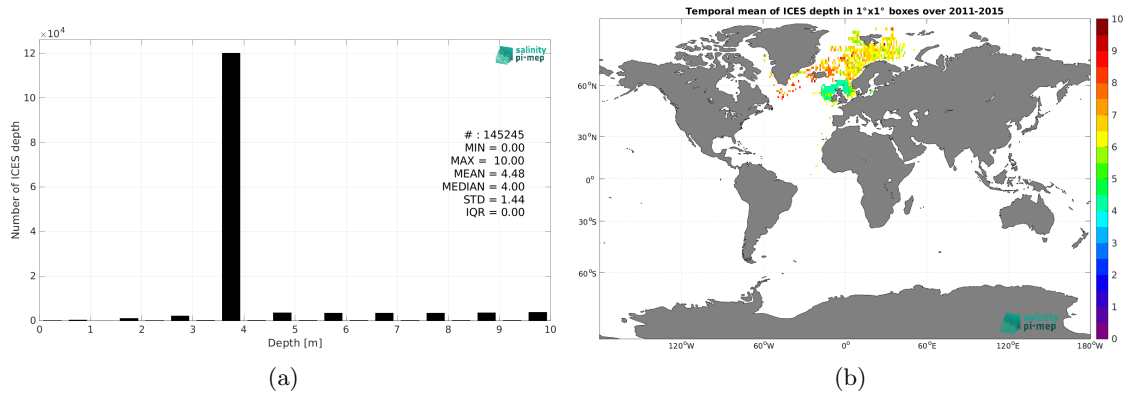 ×10⁴
12
10
8
6
4
2
0
Number of ICES depth
salinity
pi-mep
# : 145245
MIN = 0.00
MAX = 10.00
MEAN = 4.48
MEDIAN = 4.00
STD = 1.44
IQR = 0.00
0 1 2 3 4 5 6 7 8 9 10
Depth [m]
(a)
Temporal mean of ICES depth in 1°x1° boxes over 2011-2015
60°N
30°N
0°
30°S
60°S
salinity
pi-mep
120°W 60°W 0° 60°E 120°E 180°W
10
9
8
7
6
5
4
3
2
1
0
(b)